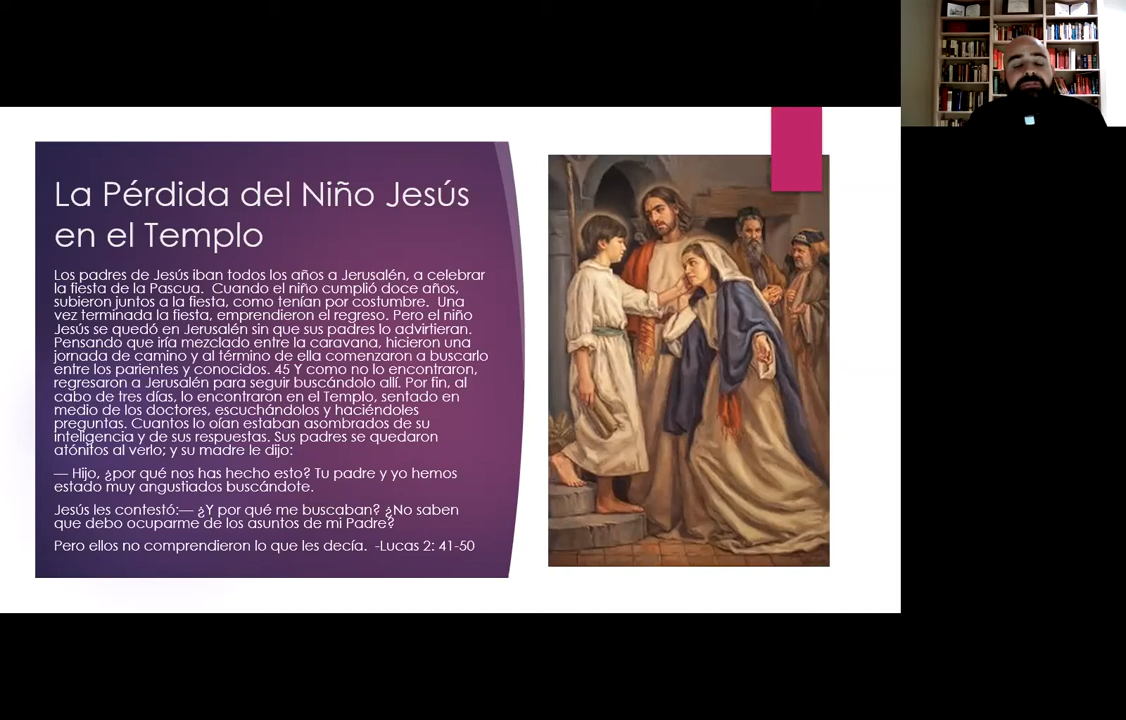 La Pérdida del Niño Jesús
en el Templo
Los padres de Jesús iban todos los años a Jerusalén, a celebrar
la fiesta de la Pascua.  Cuando el niño cumplió doce años,
subieron juntos a la fiesta, como tenían por costumbre.  Una
vez terminada la fiesta, emprendieron el regreso. Pero el niño
Jesús se quedó en Jerusalén sin que sus padres lo advirtieran.
Pensando que iría mezclado entre la caravana, hicieron una
jornada de camino y al término de ella comenzaron a buscarlo
entre los parientes y conocidos. 45 Y como no lo encontraron,
regresaron a Jerusalén para seguir buscándolo allí. Por fin, al
cabo de tres días, lo encontraron en el Templo, sentado en
medio de los doctores, escuchándolos y haciéndoles
preguntas. Cuantos lo oían estaban asombrados de su
inteligencia y de sus respuestas. Sus padres se quedaron
atónitos al verlo; y su madre le dijo:
— Hijo, ¿por qué nos has hecho esto? Tu padre y yo hemos
estado muy angustiados buscándote.
Jesús les contestó:— ¿Y por qué me buscaban? ¿No saben
que debo ocuparme de los asuntos de mi Padre?
Pero ellos no comprendieron lo que les decía.  -Lucas 2: 41-50